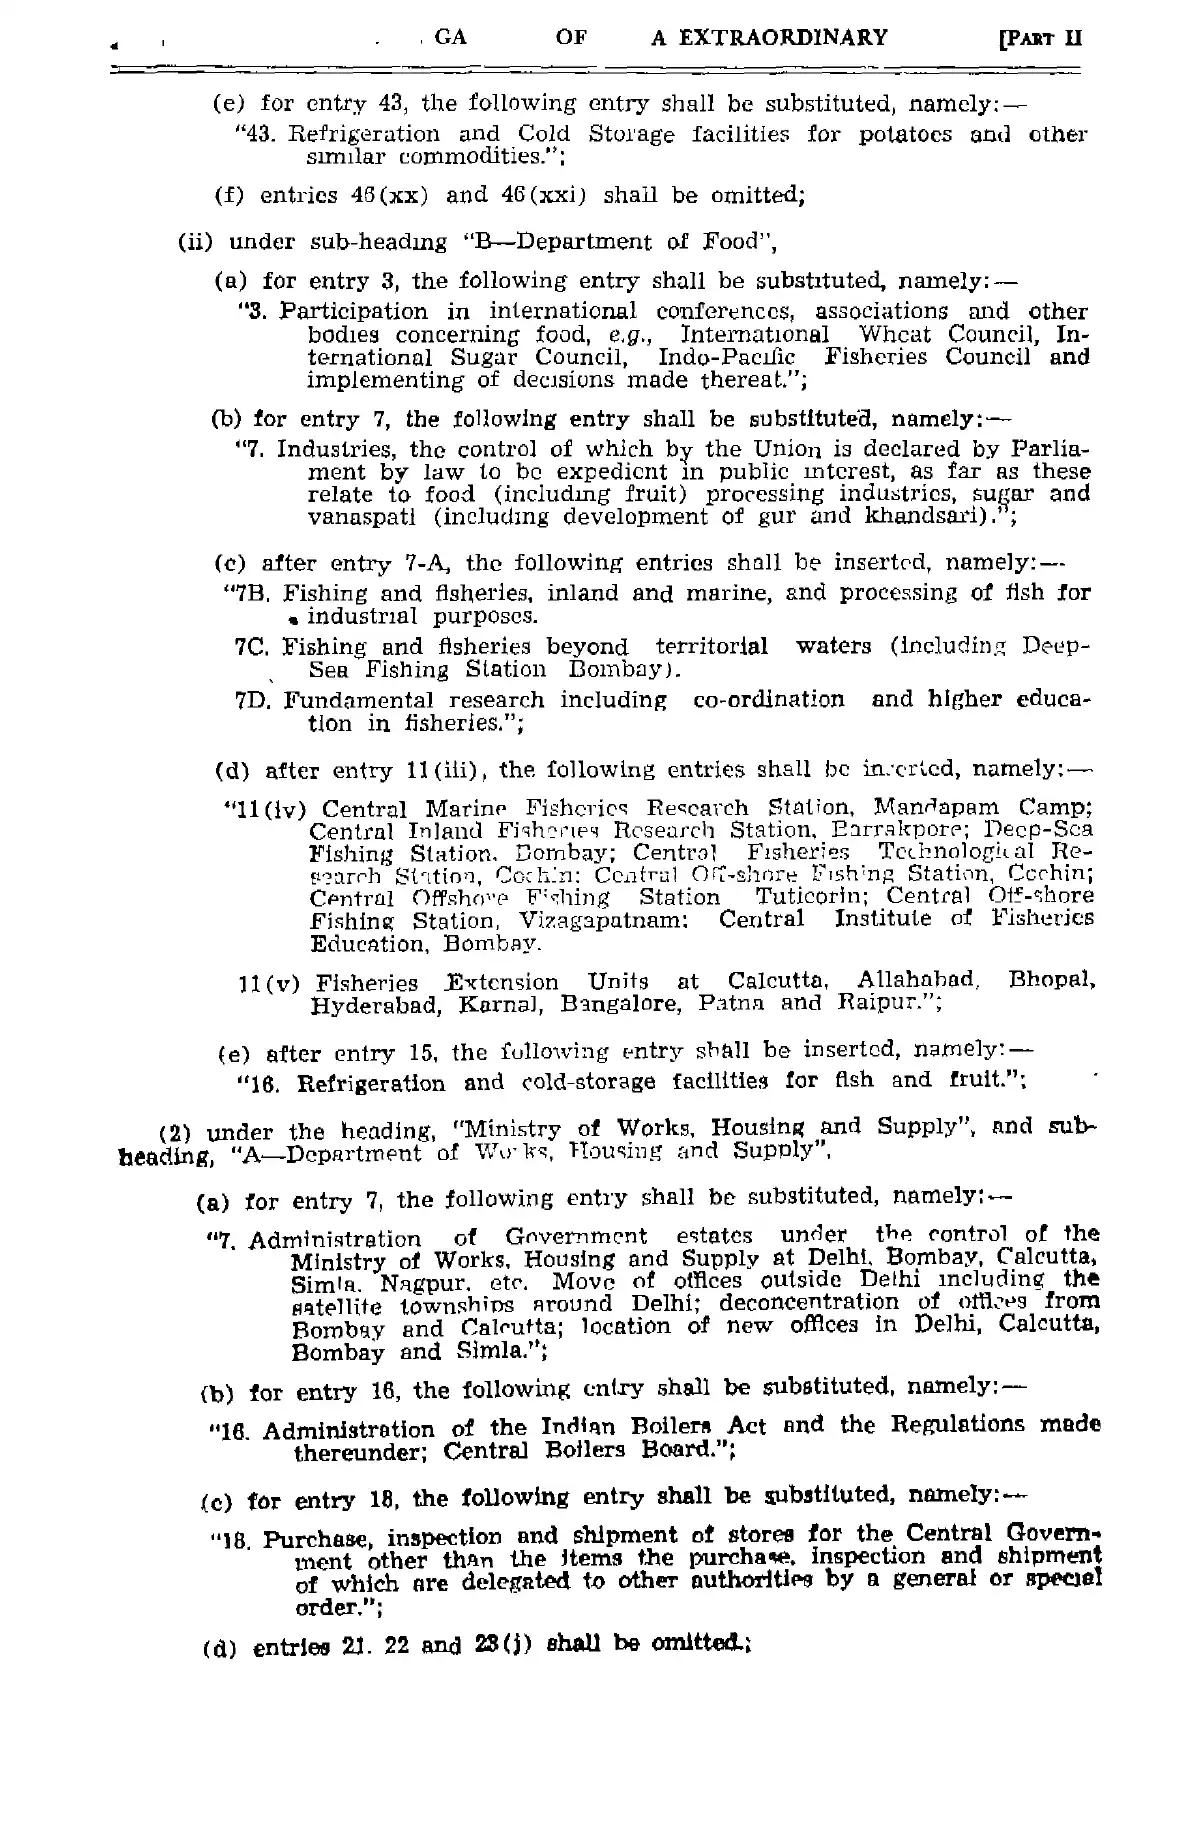 GA OF A EXTRAORDINARY [PART II
(e) for entry 43, the following entry shall be substituted, namely:—
"43. Refrigeration and Cold Storage facilities for potatoes and other
similar commodities.";
(f) entries 46(xx) and 46(xxi) shall be omitted;
(ii) under sub-heading "B—Department of Food",
(a) for entry 3, the following entry shall be substituted, namely:—
"3. Participation in international conferences, associations and other
bodies concerning food, e.g., International Wheat Council, In-
ternational Sugar Council, Indo-Pacific Fisheries Council and
implementing of decisions made thereat.";
(b) for entry 7, the following entry shall be substituted, namely:—
"7. Industries, the control of which by the Union is declared by Parlia-
ment by law to be expedient in public interest, as far as these
relate to food (including fruit) processing industries, sugar and
vanaspati (including development of gur and khandsari).";
(c) after entry 7-A, the following entries shall be inserted, namely:—
"7B. Fishing and fisheries, inland and marine, and processing of fish for
industrial purposes.
7C. Fishing and fisheries beyond territorial waters (including Deep-
Sea Fishing Station Bombay).
7D. Fundamental research including co-ordination and higher educa-
tion in fisheries.";
(d) after entry 11(iii), the following entries shall be inserted, namely:—
"11(iv) Central Marine Fisheries Research Station, Mandapam Camp;
Central Inland Fisheries Research Station, Barrakpore; Deep-Sea
Fishing Station, Bombay; Central Fisheries Technological Re-
search Station, Cochin; Central Off-shore Fishing Station, Cochin;
Central Offshore Fishing Station Tuticorin; Central Off-shore
Fishing Station, Vizagapatnam; Central Institute of Fisheries
Education, Bombay.
11(v) Fisheries Extension Units at Calcutta, Allahabad, Bhopal,
Hyderabad, Karnal, Bangalore, Patna and Raipur.";
(e) after entry 15, the following entry shall be inserted, namely:—
"16. Refrigeration and cold-storage facilities for fish and fruit.";
(2) under the heading, "Ministry of Works, Housing and Supply", and sub-
heading, "A—Department of Works, Housing and Supply",
(a) for entry 7, the following entry shall be substituted, namely:—
"7. Administration of Government estates under the control of the
Ministry of Works, Housing and Supply at Delhi, Bombay, Calcutta,
Simla, Nagpur, etc. Move of offices outside Delhi including the
satellite townships around Delhi; deconcentration of offices from
Bombay and Calcutta; location of new offices in Delhi, Calcutta,
Bombay and Simla.";
(b) for entry 16, the following entry shall be substituted, namely:—
"16. Administration of the Indian Boilers Act and the Regulations made
thereunder; Central Boilers Board.";
(c) for entry 18, the following entry shall be substituted, namely:—
"18. Purchase, inspection and shipment of stores for the Central Govern-
ment other than the items the purchase, inspection and shipment
of which are delegated to other authorities by a general or special
order.";
(d) entries 21, 22 and 23(j) shall be omitted;